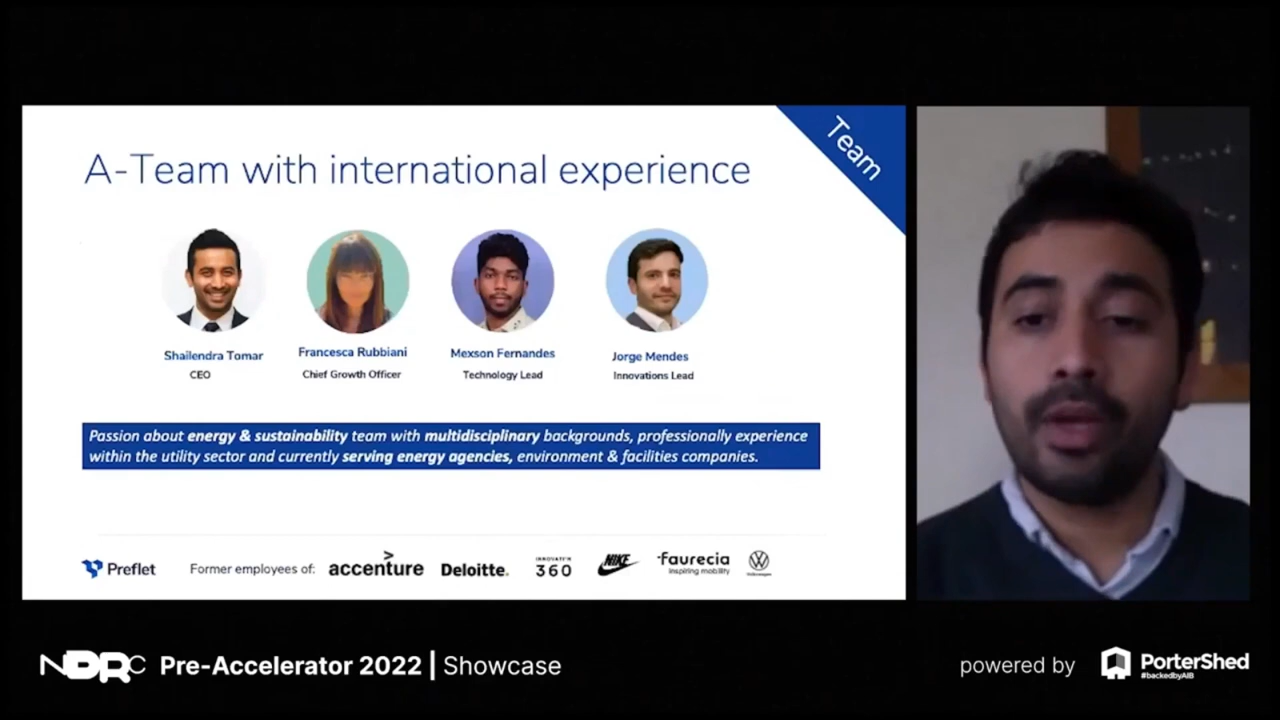 Team
A-Team with international experience
Shailendra Tomar
CEO
Francesca Rubbiani
Chief Growth Officer
Mexson Fernandes
Technology Lead
Jorge Mendes
Innovations Lead
Passion about energy & sustainability team with multidisciplinary backgrounds, professionally experience
within the utility sector and currently serving energy agencies, environment & facilities companies.
Preflet
Former employees of:
accenture
Deloitte.
360
NIKE
faurecia
inspiring mobility
Volkswagen
NDRC
Pre-Accelerator 2022 | Showcase
powered by
PorterShed
#backedbyAIB